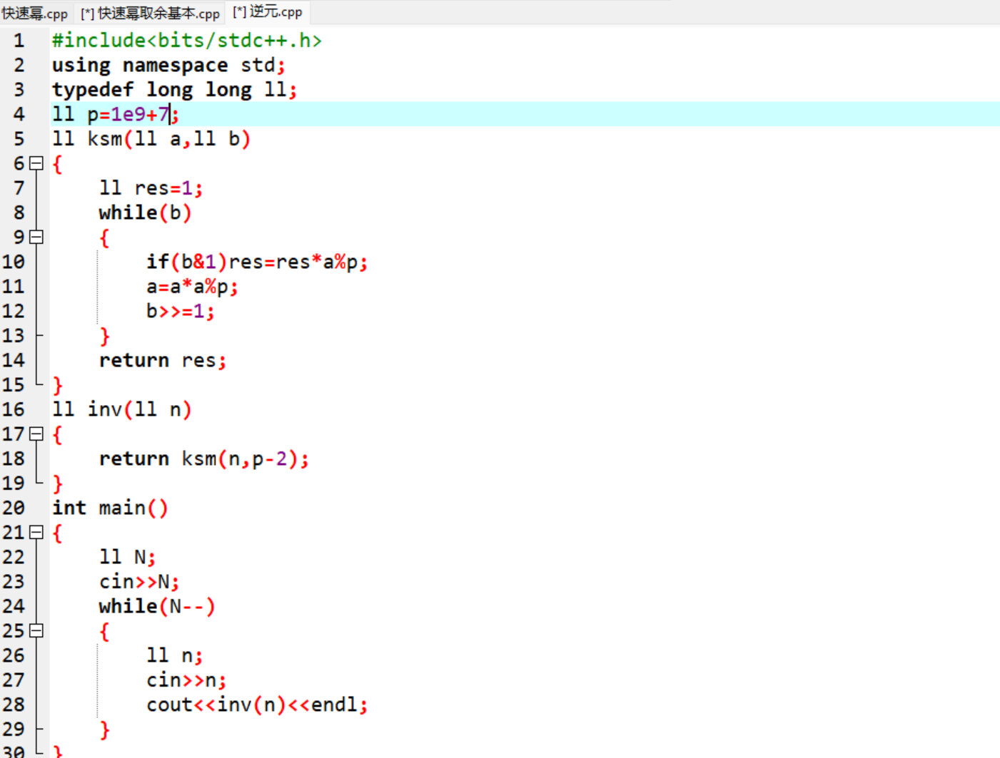 快速幂.cpp [*] 快速幂取余基本.cpp [*] 逆元.cpp
1 #include<bits/stdc++.h>
2 using namespace std;
3 typedef long long ll;
4 ll p=1e9+7;
5 ll ksm(ll a,ll b)
6 {
7 ll res=1;
8 while(b)
9 {
10 if(b&1)res=res*a%p;
11 a=a*a%p;
12 b>>=1;
13 }
14 return res;
15 }
16 ll inv(ll n)
17 {
18 return ksm(n,p-2);
19 }
20 int main()
21 {
22 ll N;
23 cin>>N;
24 while(N--)
25 {
26 ll n;
27 cin>>n;
28 cout<<inv(n)<<endl;
29 }
30 }